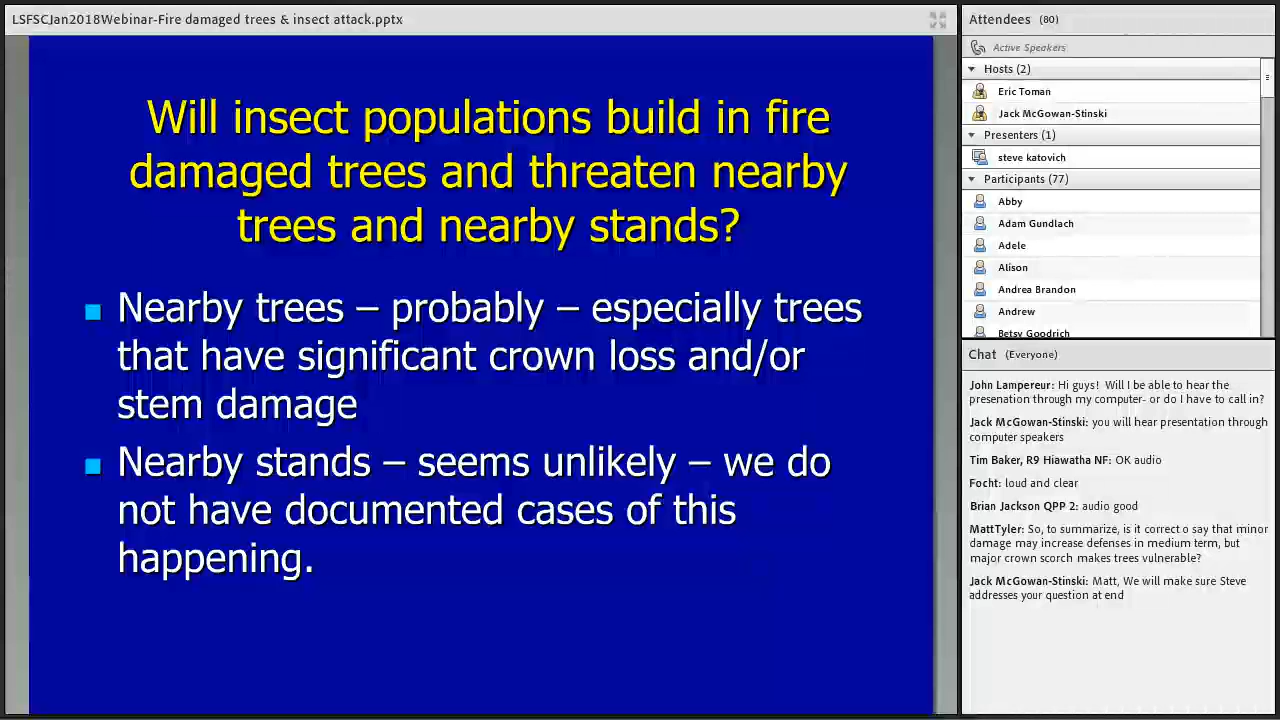 LSFSCJan2018Webinar-Fire damaged trees & insect attack.pptx
Will insect populations build in fire
damaged trees and threaten nearby
trees and nearby stands?
Nearby trees – probably – especially trees
that have significant crown loss and/or
stem damage
Nearby stands – seems unlikely – we do
not have documented cases of this
happening.
Attendees (80)
Active Speakers
Hosts (2)
Eric Toman
Jack McGowan-Stinski
Presenters (1)
steve katovich
Participants (77)
Abby
Adam Gundlach
Adele
Alison
Andrea Brandon
Andrew
Betsy Goodrich
Chat (Everyone)
John Lampereur: Hi guys! Will I be able to hear the
presenation through my computer- or do I have to call in?
Jack McGowan-Stinski: you will hear presentation through
computer speakers
Tim Baker, R9 Hiawatha NF: OK audio
Focht: loud and clear
Brian Jackson QPP 2: audio good
MattTyler: So, to summarize, is it correct o say that minor
damage may increase defenses in medium term, but
major crown scorch makes trees vulnerable?
Jack McGowan-Stinski: Matt, We will make sure Steve
addresses your question at end